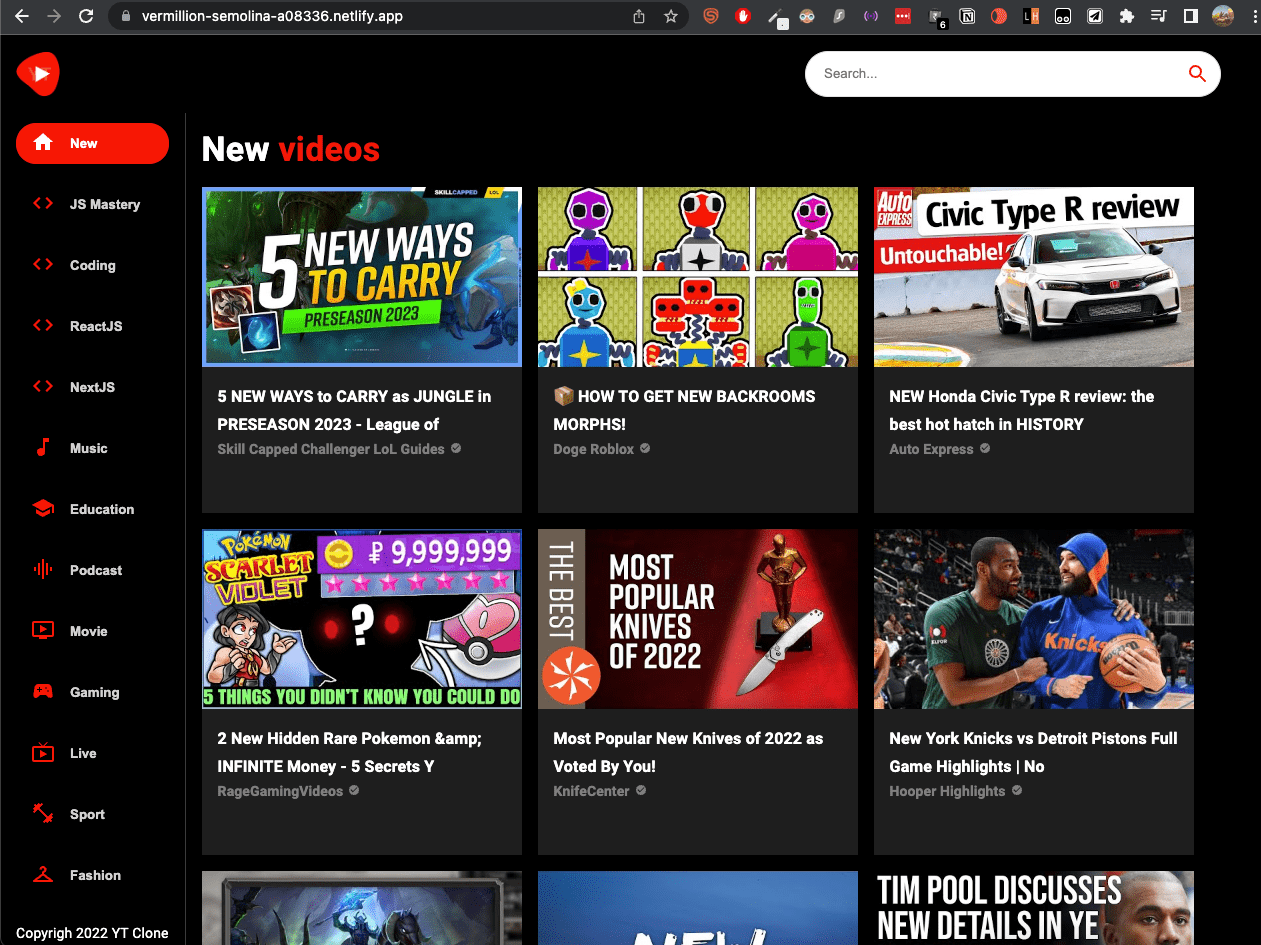 vermillion-semolina-a08336.netlify.app
6
YT
Search...
New
JS Mastery
Coding
ReactJS
NextJS
Music
Education
Podcast
Movie
Gaming
Live
Sport
Fashion
Copyrigh 2022 YT Clone
New videos
SKILLCAPPED LOL
5 NEW WAYS
TO CARRY
PRESEASON 2023
5 NEW WAYS to CARRY as JUNGLE in
PRESEASON 2023 - League of
Skill Capped Challenger LoL Guides
📦 HOW TO GET NEW BACKROOMS
MORPHS!
Doge Roblox
Auto
EXPRESS
Civic Type R review
Untouchable!
NEW Honda Civic Type R review: the
best hot hatch in HISTORY
Auto Express
POKéMON
SCARLET
VIOLET
₽ 9,999,999
?
5 THINGS YOU DIDN'T KNOW YOU COULD DO
2 New Hidden Rare Pokemon &amp;
INFINITE Money - 5 Secrets Y
RageGamingVideos
THE BEST
MOST
POPULAR
KNIVES
OF 2022
Most Popular New Knives of 2022 as
Voted By You!
KnifeCenter
Knicks
New York Knicks vs Detroit Pistons Full
Game Highlights | No
Hooper Highlights
NEW
TIM POOL DISCUSSES
NEW DETAILS IN YE